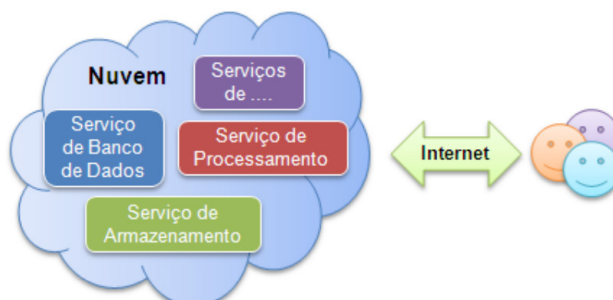 Nuvem
Serviços
de ....
Serviço
de Banco
de Dados
Serviço de
Processamento
Serviço de
Armazenamento
Internet